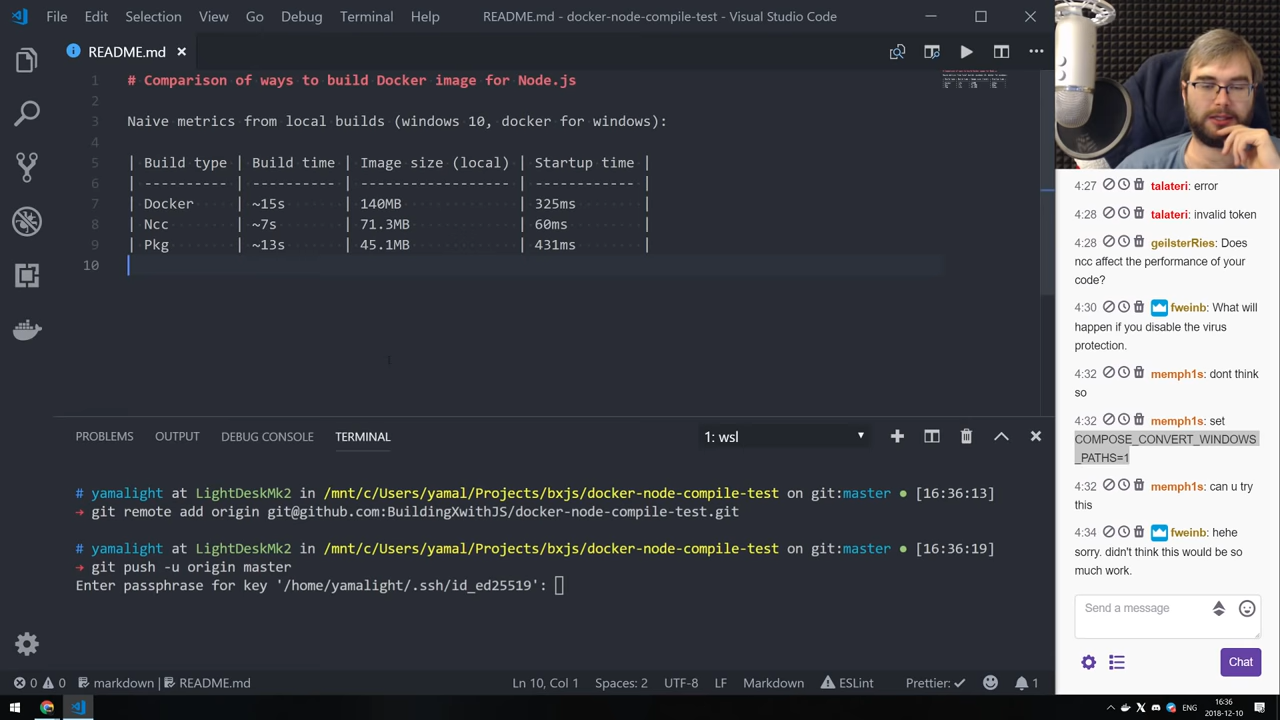 File Edit Selection View Go Debug Terminal Help README.md - docker-node-compile-test - Visual Studio Code
README.md
1 # Comparison of ways to build Docker image for Node.js
2
3 Naive metrics from local builds (windows 10, docker for windows):
4
5 | Build type | Build time | Image size (local) | Startup time |
6 | ---------- | ---------- | ------------------ | ------------ |
7 | Docker | ~15s | 140MB | 325ms |
8 | Ncc | ~7s | 71.3MB | 60ms |
9 | Pkg | ~13s | 45.1MB | 431ms |
10
PROBLEMS OUTPUT DEBUG CONSOLE TERMINAL 1: wsl
# yamalight at LightDeskMk2 in /mnt/c/Users/yamal/Projects/bxjs/docker-node-compile-test on git:master ● [16:36:13]
➜ git remote add origin git@github.com:BuildingXwithJS/docker-node-compile-test.git
# yamalight at LightDeskMk2 in /mnt/c/Users/yamal/Projects/bxjs/docker-node-compile-test on git:master ● [16:36:19]
➜ git push -u origin master
Enter passphrase for key '/home/yamalight/.ssh/id_ed25519':
0 0 markdown | README.md Ln 10, Col 1 Spaces: 2 UTF-8 LF Markdown ESLint Prettier: ✓ 1
4:27 talateri: error
4:28 talateri: invalid token
4:28 geilsterRies: Does
ncc affect the performance of your
code?
4:30 fweinb: What will
happen if you disable the virus
protection.
4:32 memph1s: dont think
so
4:32 memph1s: set
COMPOSE_CONVERT_WINDOWS
_PATHS=1
4:32 memph1s: can u try
this
4:34 fweinb: hehe
sorry. didn't think this would be so
much work.
Send a message
Chat
ENG 16:36
2018-12-10